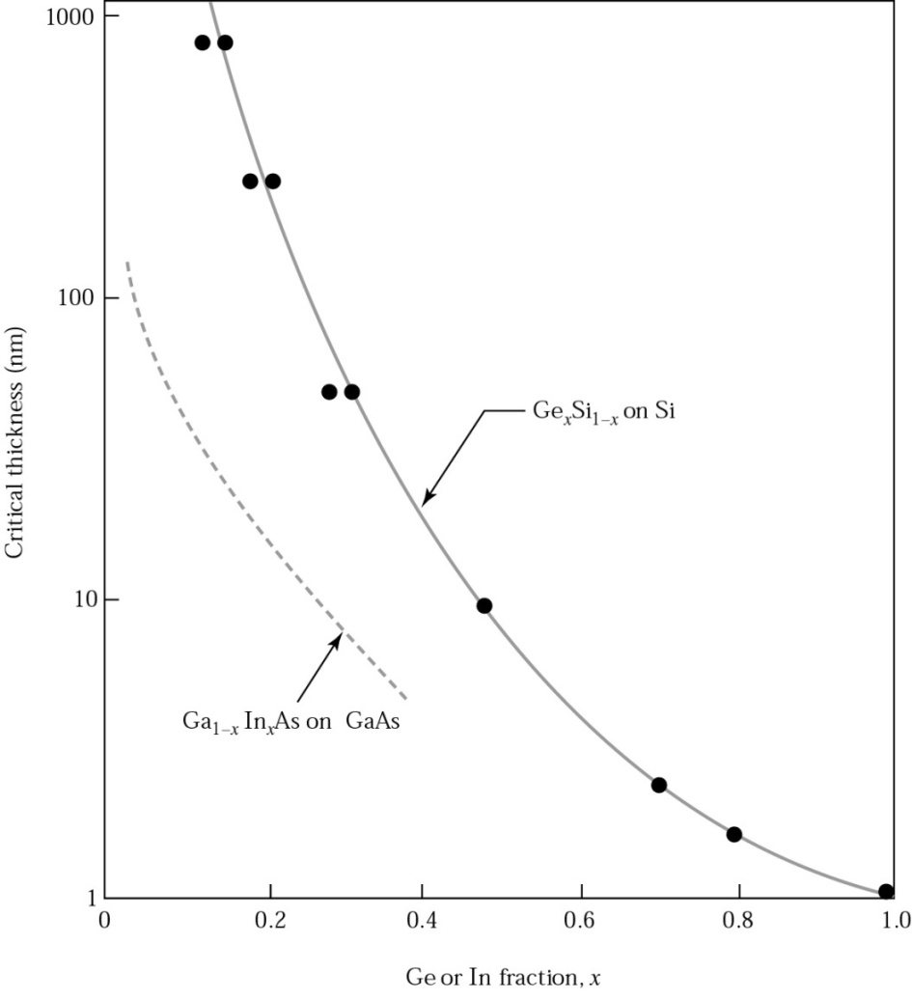 1000
100
10
1
Critical thickness (nm)
GeₓSi₁₋ₓ on Si
Ga₁₋ₓ InₓAs on GaAs
0 0.2 0.4 0.6 0.8 1.0
Ge or In fraction, x